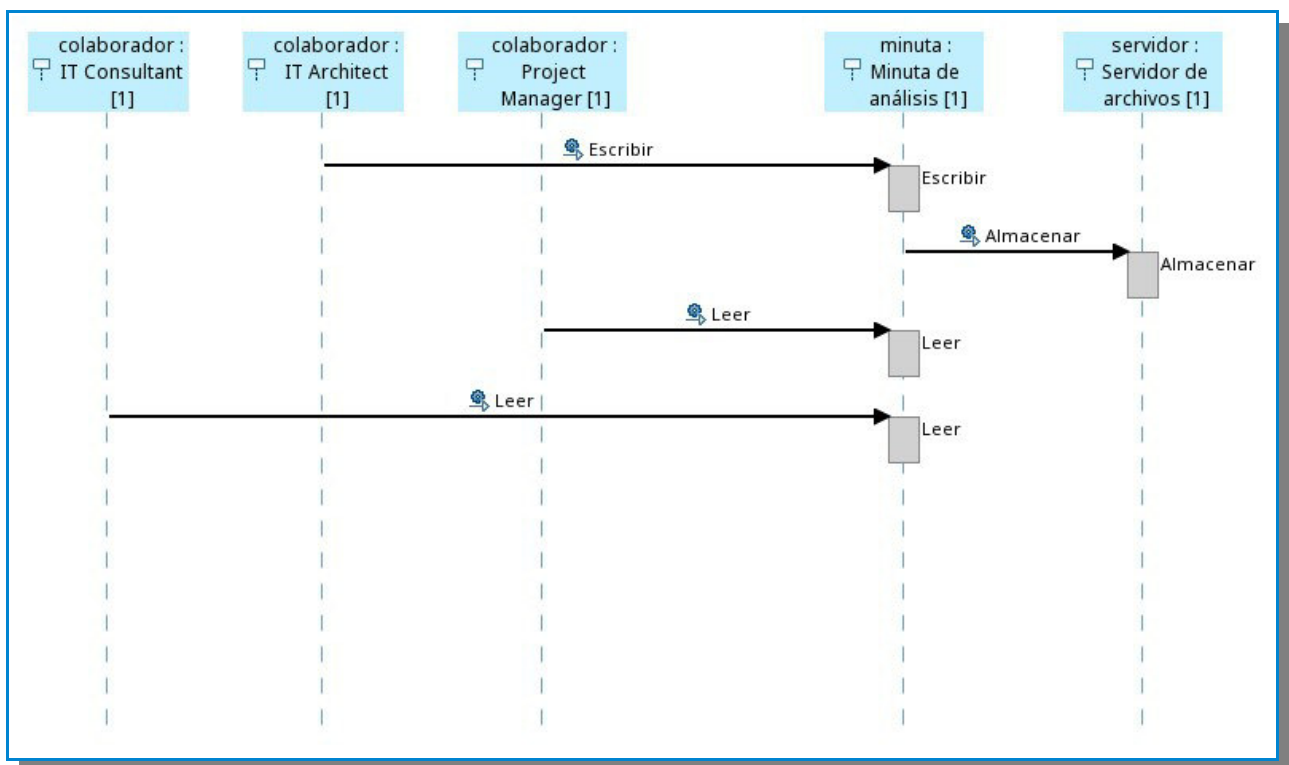 colaborador :
IT Consultant
[1]
colaborador :
IT Architect
[1]
colaborador :
Project
Manager [1]
minuta :
Minuta de
análisis [1]
servidor :
Servidor de
archivos [1]
Escribir
Escribir
Almacenar
Almacenar
Leer
Leer
Leer
Leer